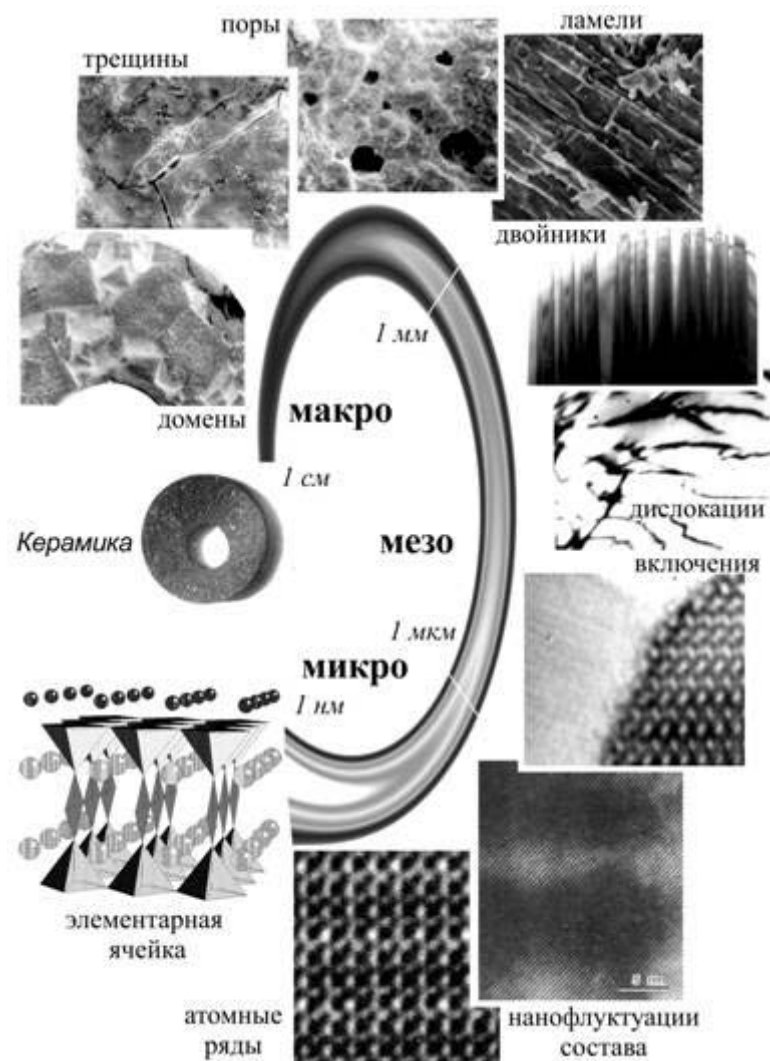 поры
ламели
трещины
двойники
1 мм
макро
домены
1 см
Керамика
дислокации
мезо
включения
1 мкм
микро
1 нм
элементарная
ячейка
атомные
ряды
нанофлуктуации
состава